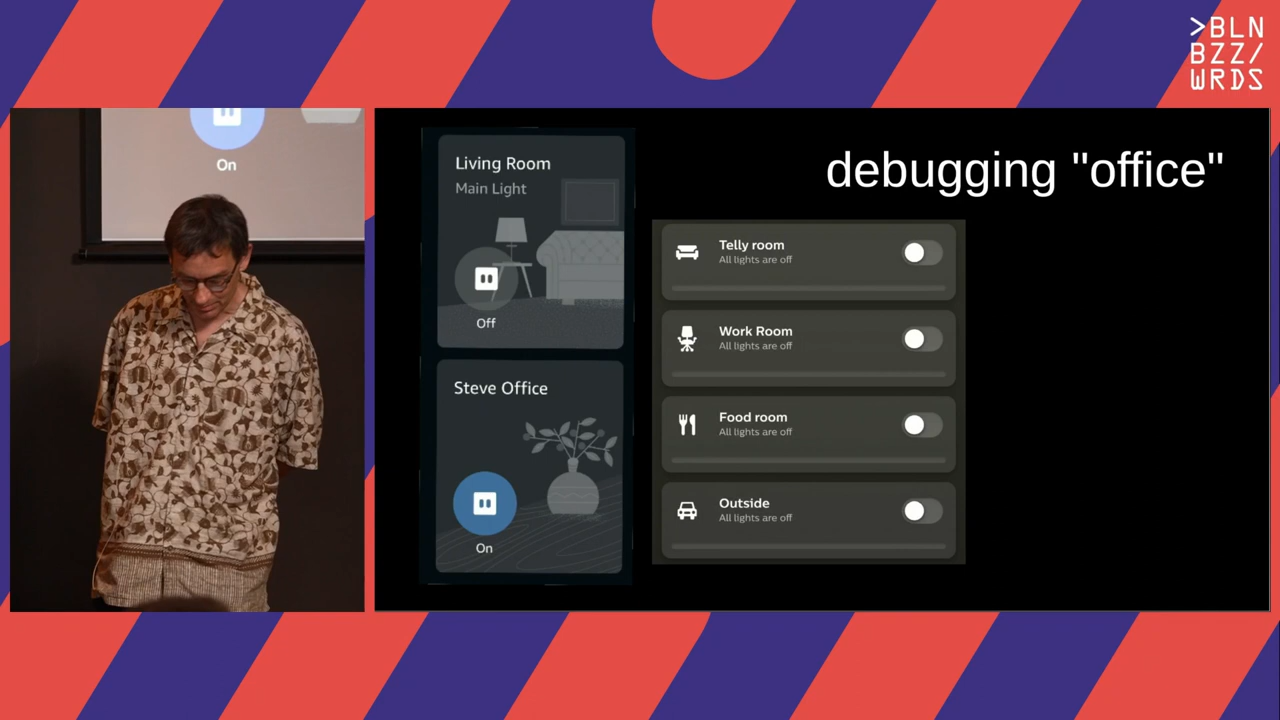 >BLN
BZZ/
WRDS
On
debugging "office"
Living Room
Main Light
Off
Steve Office
On
Telly room
All lights are off
Work Room
All lights are off
Food room
All lights are off
Outside
All lights are off